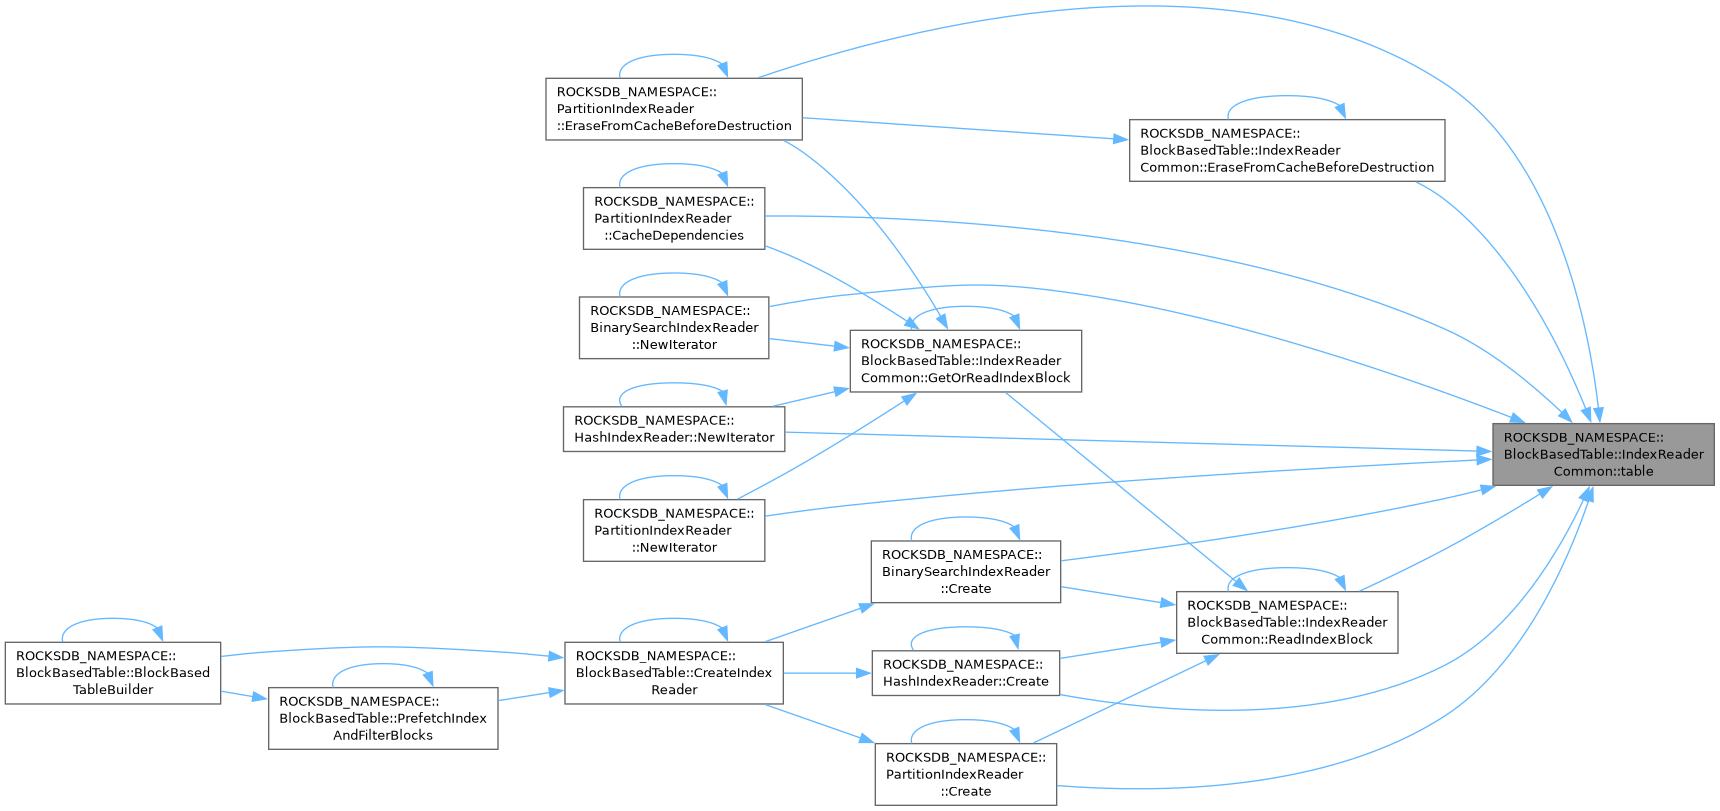 ROCKSDB_NAMESPACE::
PartitionIndexReader
::EraseFromCacheBeforeDestruction
ROCKSDB_NAMESPACE::
BlockBasedTable::IndexReader
Common::EraseFromCacheBeforeDestruction
ROCKSDB_NAMESPACE::
PartitionIndexReader
::CacheDependencies
ROCKSDB_NAMESPACE::
BinarySearchIndexReader
::NewIterator
ROCKSDB_NAMESPACE::
BlockBasedTable::IndexReader
Common::GetOrReadIndexBlock
ROCKSDB_NAMESPACE::
HashIndexReader::NewIterator
ROCKSDB_NAMESPACE::
BlockBasedTable::IndexReader
Common::table
ROCKSDB_NAMESPACE::
PartitionIndexReader
::NewIterator
ROCKSDB_NAMESPACE::
BinarySearchIndexReader
::Create
ROCKSDB_NAMESPACE::
BlockBasedTable::IndexReader
Common::ReadIndexBlock
ROCKSDB_NAMESPACE::
BlockBasedTable::BlockBased
TableBuilder
ROCKSDB_NAMESPACE::
BlockBasedTable::CreateIndex
Reader
ROCKSDB_NAMESPACE::
HashIndexReader::Create
ROCKSDB_NAMESPACE::
BlockBasedTable::PrefetchIndex
AndFilterBlocks
ROCKSDB_NAMESPACE::
PartitionIndexReader
::Create